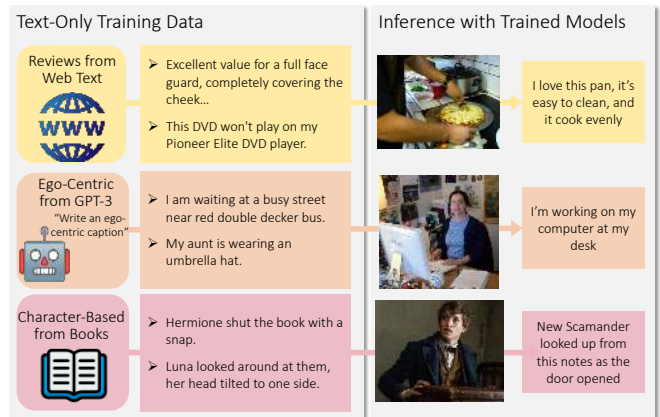 Text-Only Training Data
Inference with Trained Models
Reviews from
Web Text
WWW
➢ Excellent value for a full face
guard, completely covering the
cheek...
➢ This DVD won't play on my
Pioneer Elite DVD player.
I love this pan, it's
easy to clean, and
it cook evenly
Ego-Centric
from GPT-3
"Write an ego-
centric caption"
➢ I am waiting at a busy street
near red double decker bus.
➢ My aunt is wearing an
umbrella hat.
I'm working on my
computer at my
desk
Character-Based
from Books
➢ Hermione shut the book with a
snap.
➢ Luna looked around at them,
her head tilted to one side.
New Scamander
looked up from
this notes as the
door opened